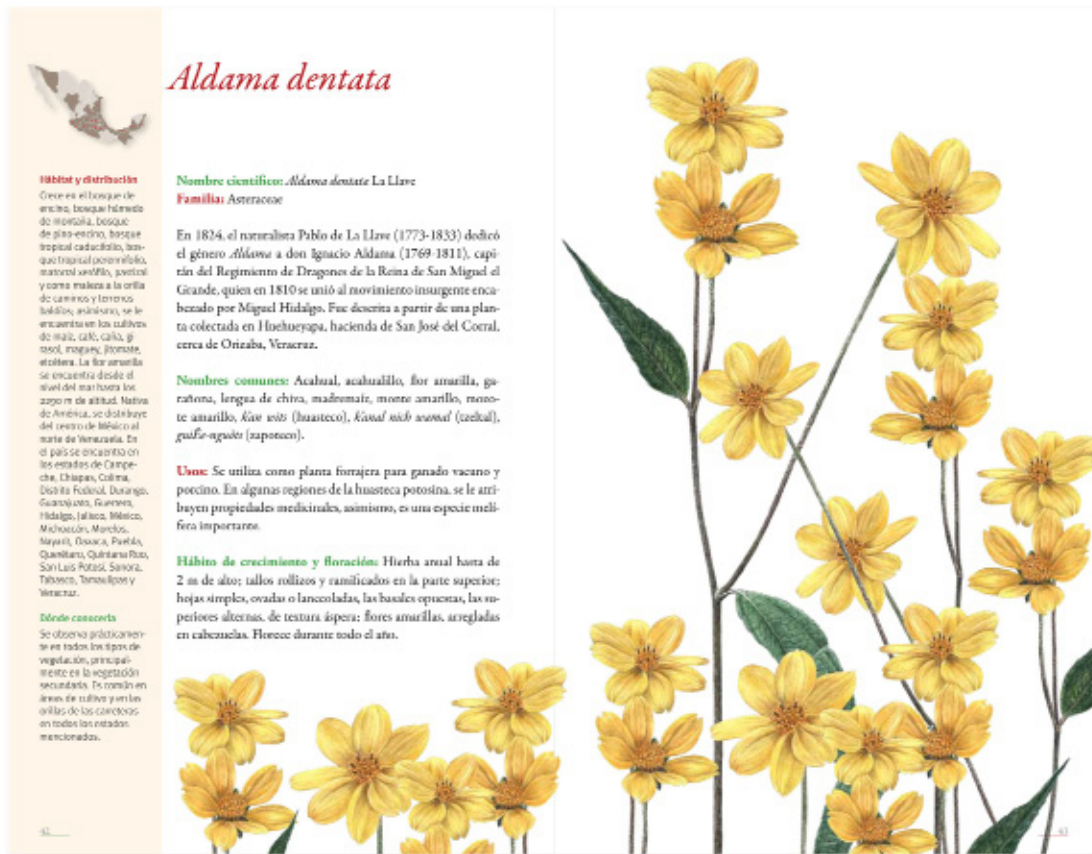 Aldama dentata
Hábitat y distribución
Crece en el bosque de
encino, bosque húmedo
de montaña, bosque
de pino-encino, bosque
tropical caducifolio, bos-
que tropical perennifolio,
matorral xerófilo, pastizal
y como maleza a la orilla
de caminos y terrenos
baldíos; asimismo, se le
encuentra en los cultivos
de maíz, café, caña, gi
rasol, maguey, jitomate,
etcétera. La flor amarilla
se encuentra desde el
nivel del mar hasta los
2290 m de altitud. Nativa
de América, se distribuye
del centro de México al
norte de Venezuela. En
el país se encuentra en
los estados de Campe-
che, Chiapas, Colima,
Distrito Federal, Durango,
Guanajuato, Guerrero,
Hidalgo, Jalisco, México,
Michoacán, Morelos,
Nayarit, Oaxaca, Puebla,
Querétaro, Quintana Roo,
San Luis Potosí, Sonora,
Tabasco, Tamaulipas y
Veracruz.
Dónde conocerla
Se observa prácticamen-
te en todos los tipos de
vegetación, principal-
mente en la vegetación
secundaria. Es común en
áreas de cultivo y en las
orillas de las carreteras
en todos los estados
mencionados.
Nombre científico: Aldama dentata La Llave
Familia: Asteraceae
En 1824, el naturalista Pablo de La Llave (1773-1833) dedicó
el género Aldama a don Ignacio Aldama (1769-1811), capi-
tán del Regimiento de Dragones de la Reina de San Miguel el
Grande, quien en 1810 se unió al movimiento insurgente enca-
bezado por Miguel Hidalgo. Fue descrita a partir de una plan-
ta colectada en Huehueyapa, hacienda de San José del Corral,
cerca de Orizaba, Veracruz.
Nombres comunes: Acahual, acahualillo, flor amarilla, ga-
rañona, lengua de chiva, madremaíz, monte amarillo, mozo-
te amarillo, k'an wits (huasteco), k'anal nich wamal (tzeltal),
(zapoteco).
Usos: Se utiliza como planta forrajera para ganado vacuno y
porcino. En algunas regiones de la huasteca potosina, se le atri-
buyen propiedades medicinales, asimismo, es una especie melí-
fera importante.
Hábito de crecimiento y floración: Hierba anual hasta de
2 m de alto; tallos rollizos y ramificados en la parte superior;
hojas simples, ovadas o lanceoladas, las basales opuestas, las su-
periores alternas, de textura áspera; flores amarillas, arregladas
en cabezuelas. Florece durante todo el año.
42
43